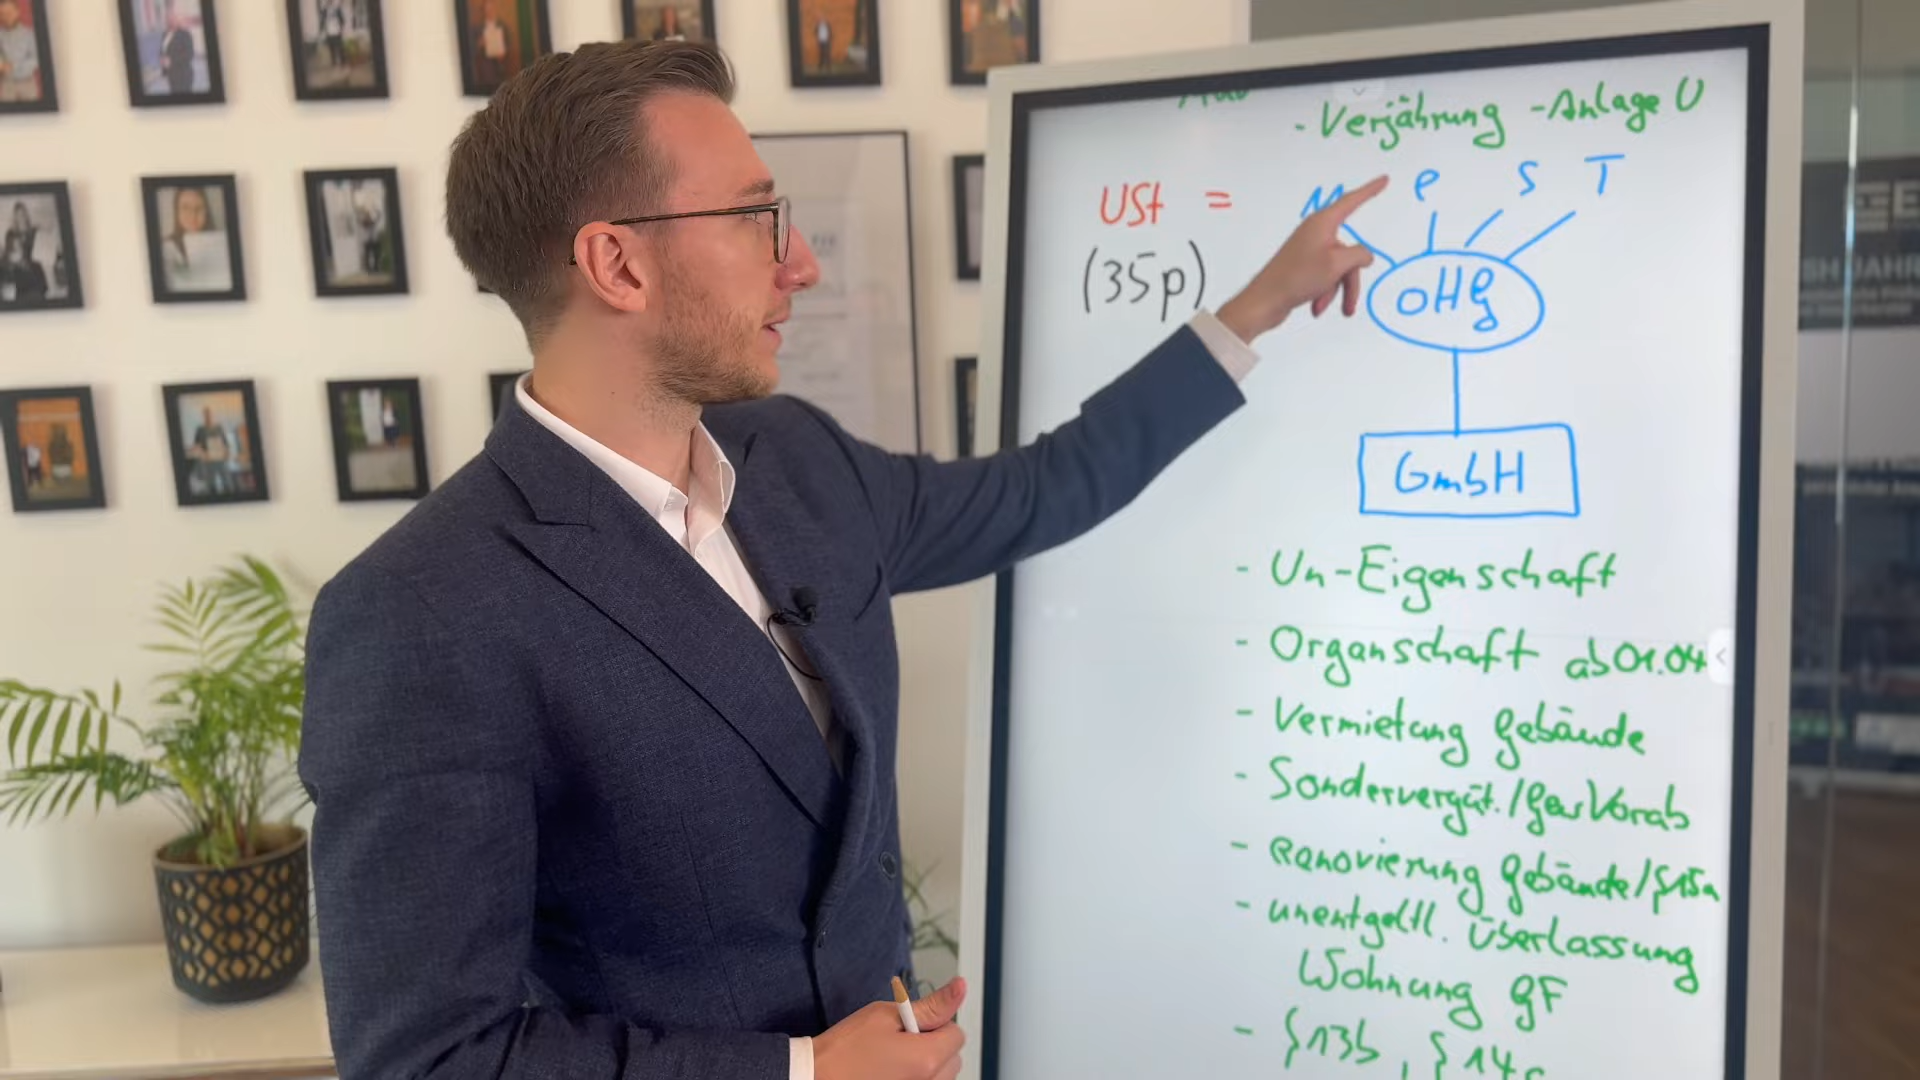 - Verjährung - Anlage U
USt = M P S T
(35p)
OHG
GmbH
- Un-Eigenschaft
- Organschaft ab 01.04
- Vermietung Gebäude
- Sondervergüt. / Gew Vorab
- Renovierung Gebäude / §15a
- unentgeltl. Überlassung
Wohnung GF
- §13b, §14c